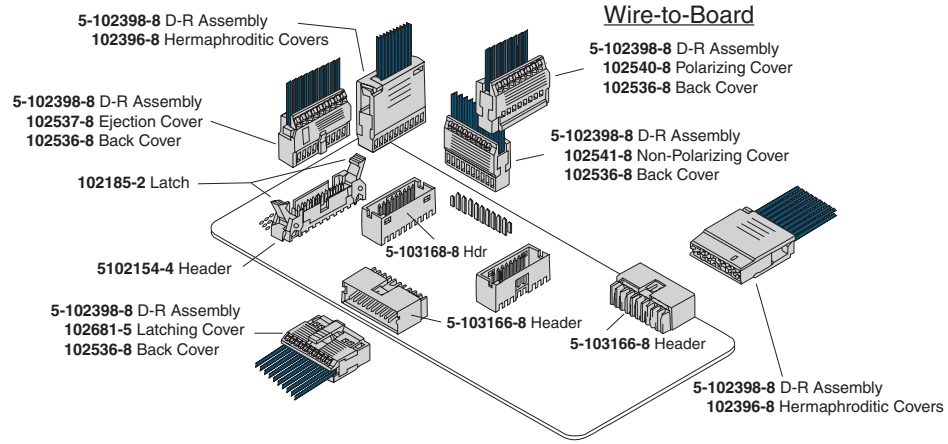 Wire-to-Board
5-102398-8 D-R Assembly
102396-8 Hermaphroditic Covers
5-102398-8 D-R Assembly
102540-8 Polarizing Cover
102536-8 Back Cover
5-102398-8 D-R Assembly
102537-8 Ejection Cover
102536-8 Back Cover
5-102398-8 D-R Assembly
102541-8 Non-Polarizing Cover
102536-8 Back Cover
102185-2 Latch
5-103168-8 Hdr
5102154-4 Header
5-102398-8 D-R Assembly
102681-5 Latching Cover
102536-8 Back Cover
5-103166-8 Header
5-103166-8 Header
5-102398-8 D-R Assembly
102396-8 Hermaphroditic Covers